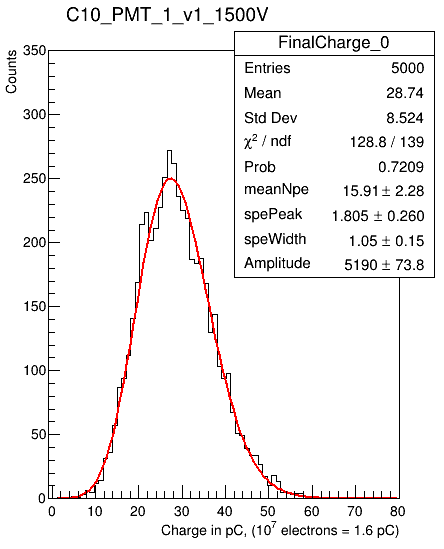 C10_PMT_1_v1_1500V
FinalCharge_0
Entries 5000
Mean 28.74
Std Dev 8.524
χ² / ndf 128.8 / 139
Prob 0.7209
meanNpe 15.91 ± 2.28
spePeak 1.805 ± 0.260
speWidth 1.05 ± 0.15
Amplitude 5190 ± 73.8
Counts
350
300
250
200
150
100
50
0
0 10 20 30 40 50 60 70 80
Charge in pC, (10⁷ electrons = 1.6 pC)